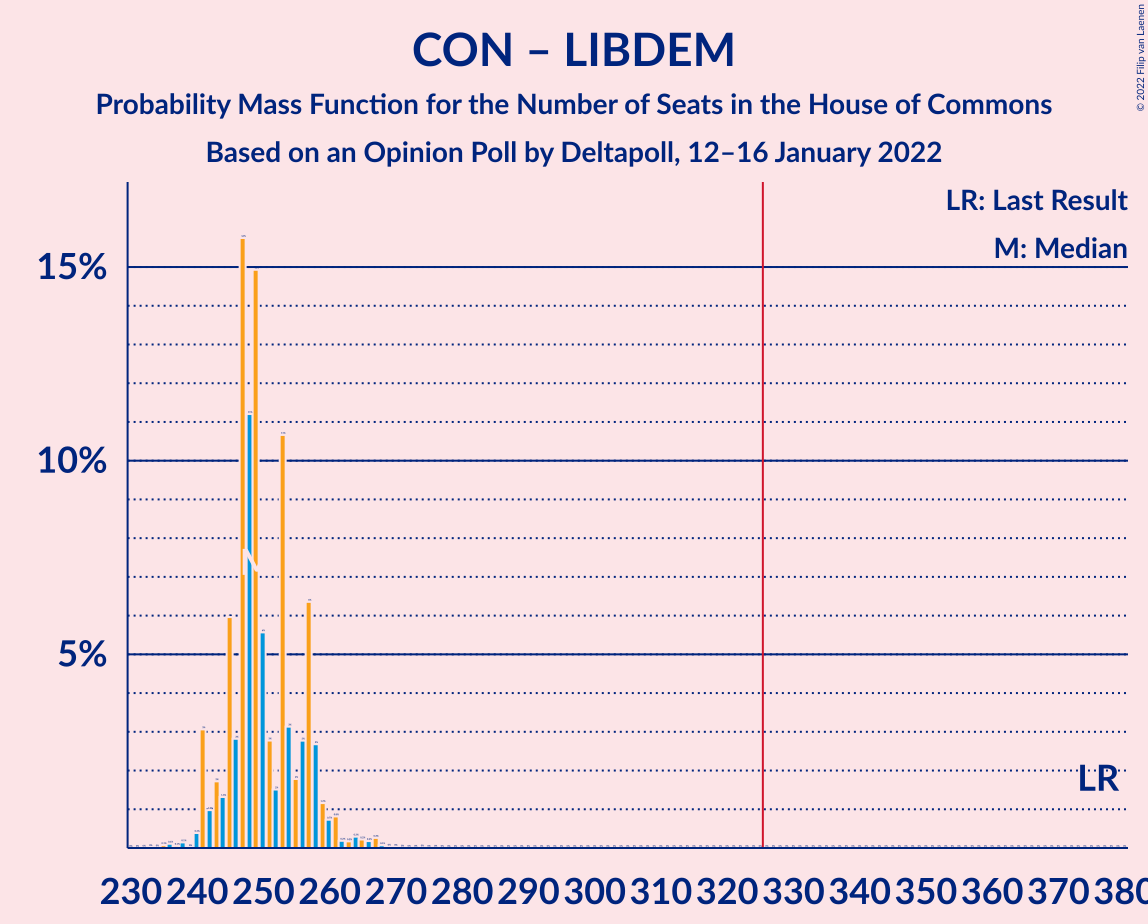 CON – LIBDEM
Probability Mass Function for the Number of Seats in the House of Commons
Based on an Opinion Poll by Deltapoll, 12–16 January 2022
© 2022 Filip van Laenen
LR: Last Result
M: Median
15%
10%
5%
M
LR
230 240 250 260 270 280 290 300 310 320 330 340 350 360 370 380